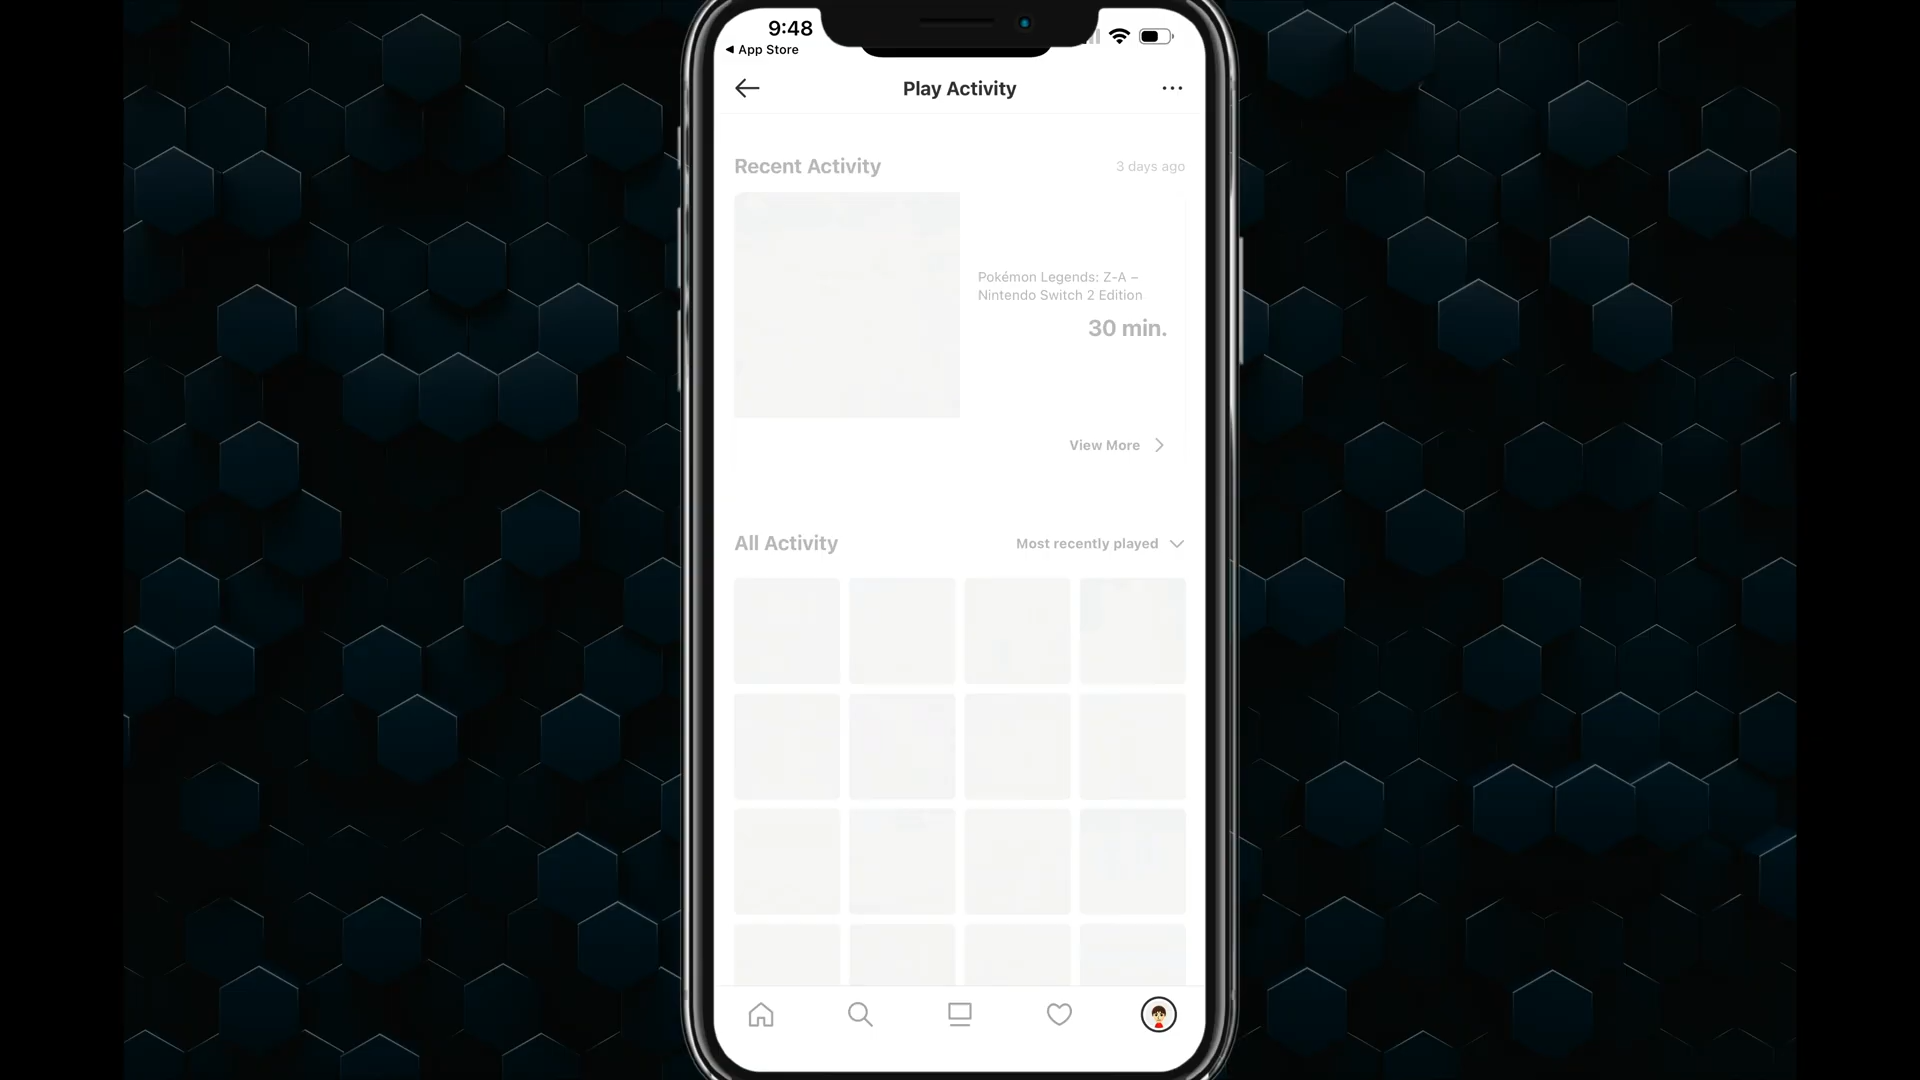 9:48
◀ App Store
Play Activity
Recent Activity
3 days ago
Pokémon Legends: Z-A –
Nintendo Switch 2 Edition
30 min.
View More
All Activity
Most recently played